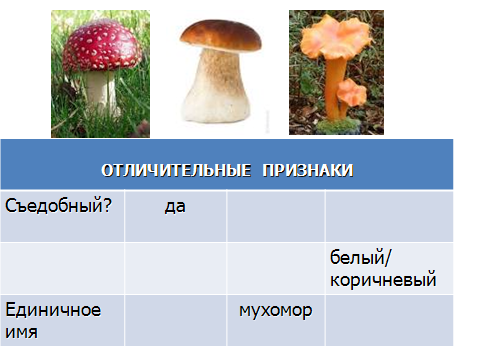 ОТЛИЧИТЕЛЬНЫЕ ПРИЗНАКИ
Съедобный? да
белый/
коричневый
Единичное мухомор
имя